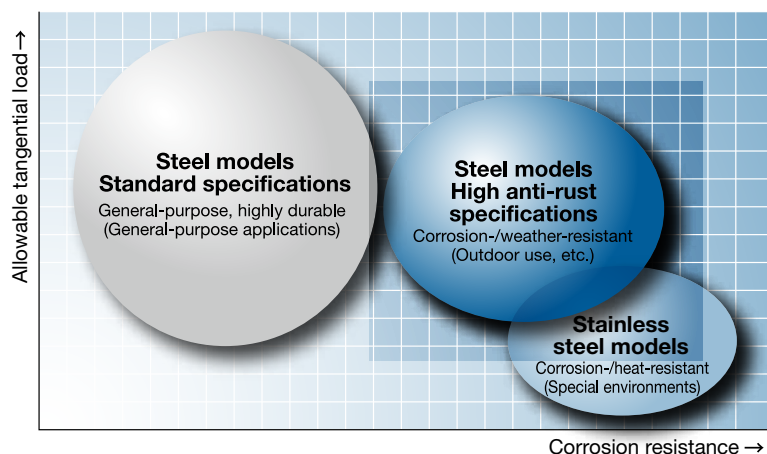 Allowable tangential load →
Steel models
Standard specifications
General-purpose, highly durable
(General-purpose applications)
Steel models
High anti-rust
specifications
Corrosion-/weather-resistant
(Outdoor use, etc.)
Stainless
steel models
Corrosion-/heat-resistant
(Special environments)
Corrosion resistance →